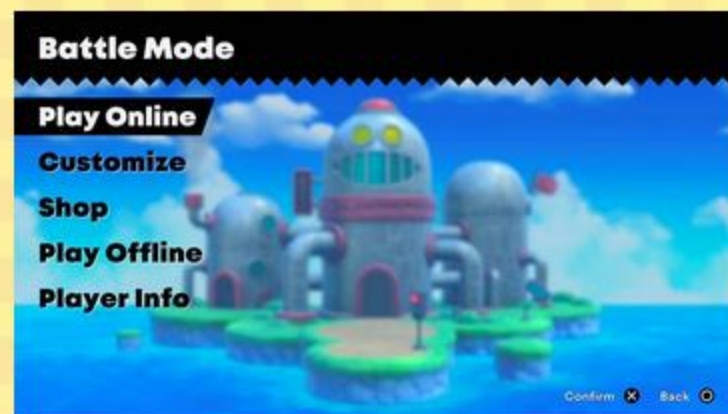 Battle Mode
Play Online
Customize
Shop
Play Offline
Player Info
Confirm Back